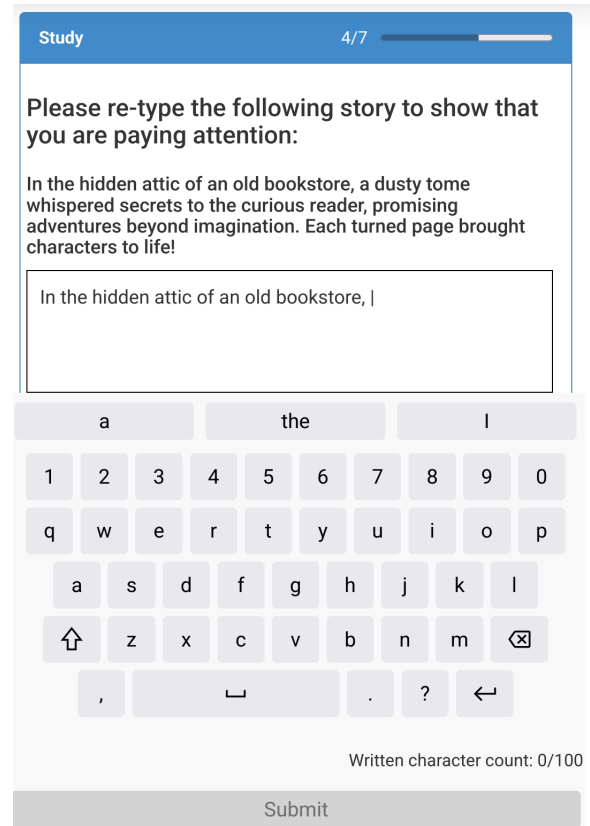 Study 4/7
Please re-type the following story to show that
you are paying attention:
In the hidden attic of an old bookstore, a dusty tome
whispered secrets to the curious reader, promising
adventures beyond imagination. Each turned page brought
characters to life!
In the hidden attic of an old bookstore, |
a the I
1 2 3 4 5 6 7 8 9 0
q w e r t y u i o p
a s d f g h j k l
z x c v b n m
, . ?
Written character count: 0/100
Submit